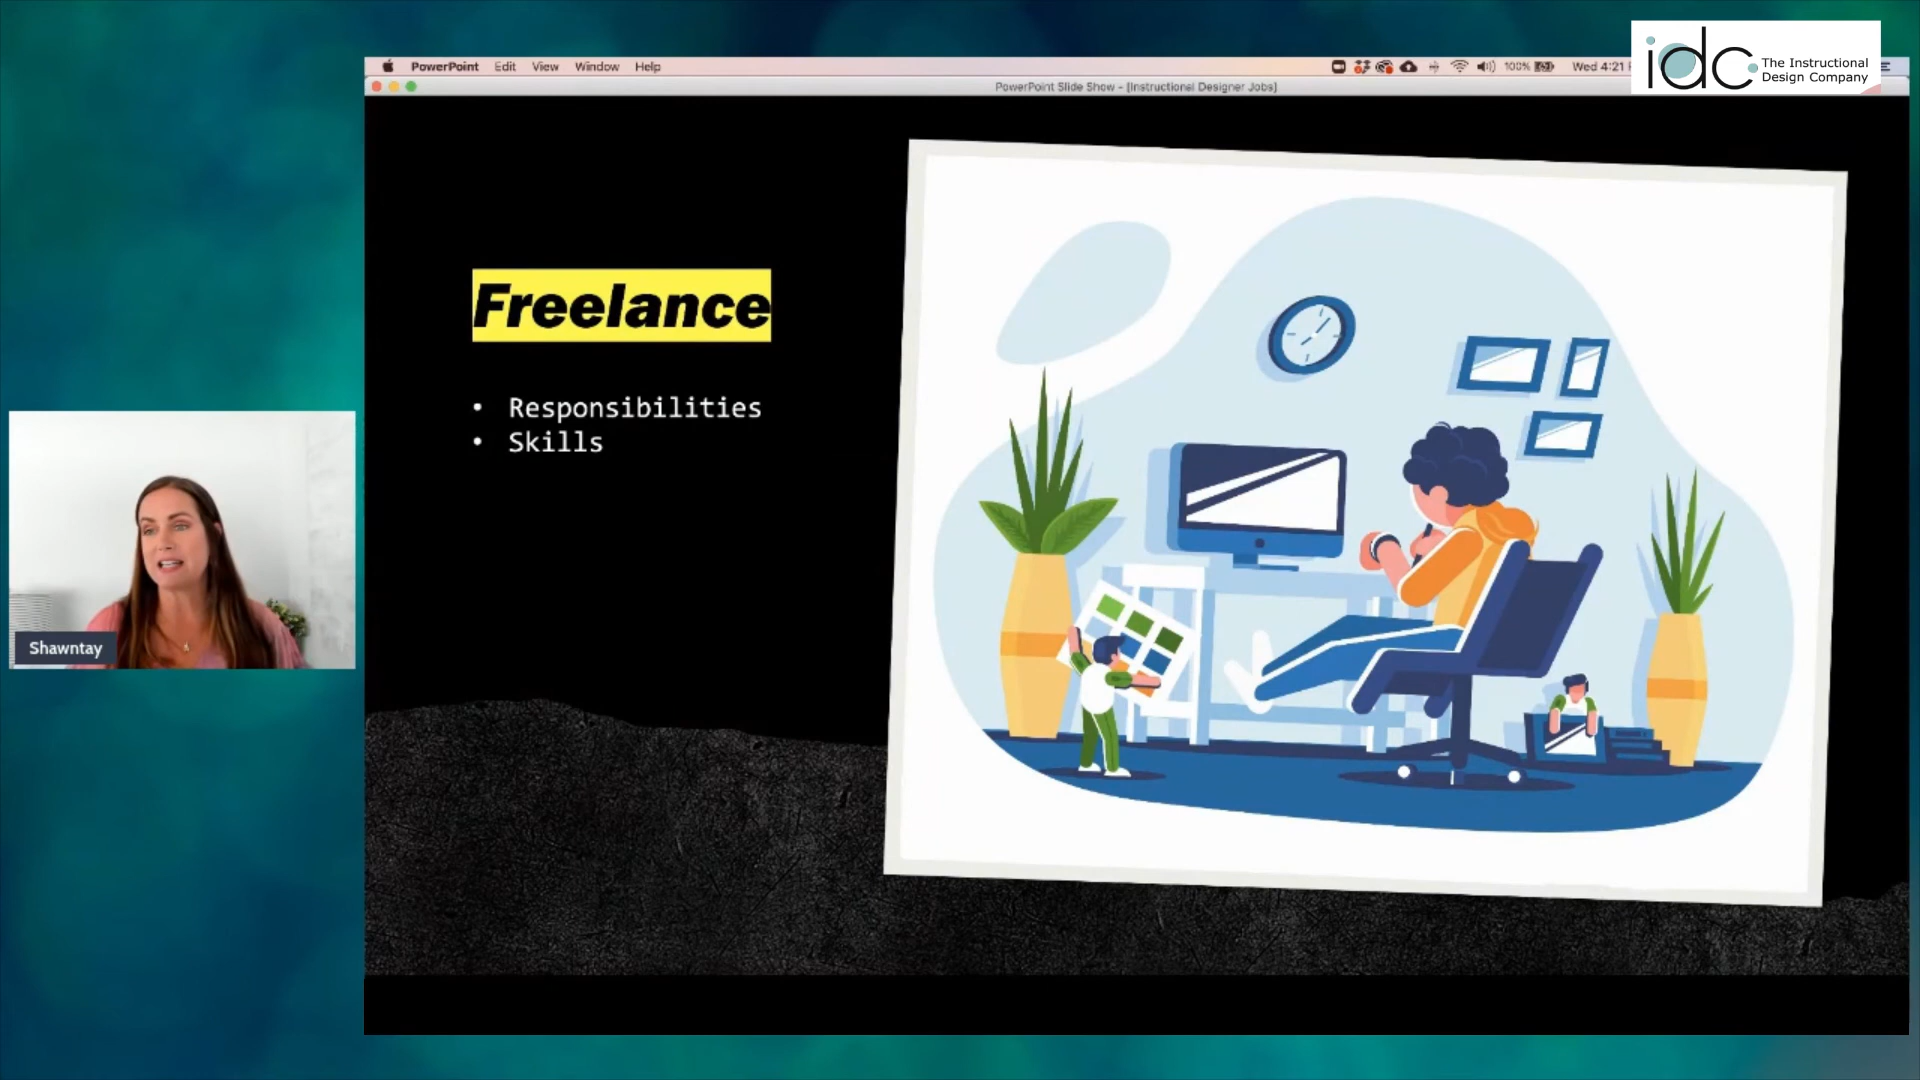 PowerPoint Edit View Window Help
100% Wed 4:21
PowerPoint Slide Show - [Instructional Designer Jobs]
idc The Instructional
Design Company
Freelance
• Responsibilities
• Skills
Shawntay